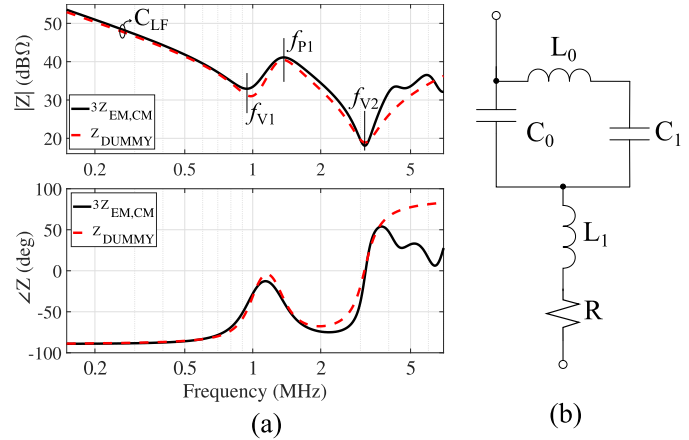 50
40
30
20
|Z| (dBΩ)
C_LF
f_P1
f_V1
f_V2
3Z_EM,CM
Z_DUMMY
0.2 0.5 1 2 5
100
50
0
-50
-100
∠Z (deg)
3Z_EM,CM
Z_DUMMY
0.2 0.5 1 2 5
Frequency (MHz)
(a)
L_0
C_0
C_1
L_1
R
(b)